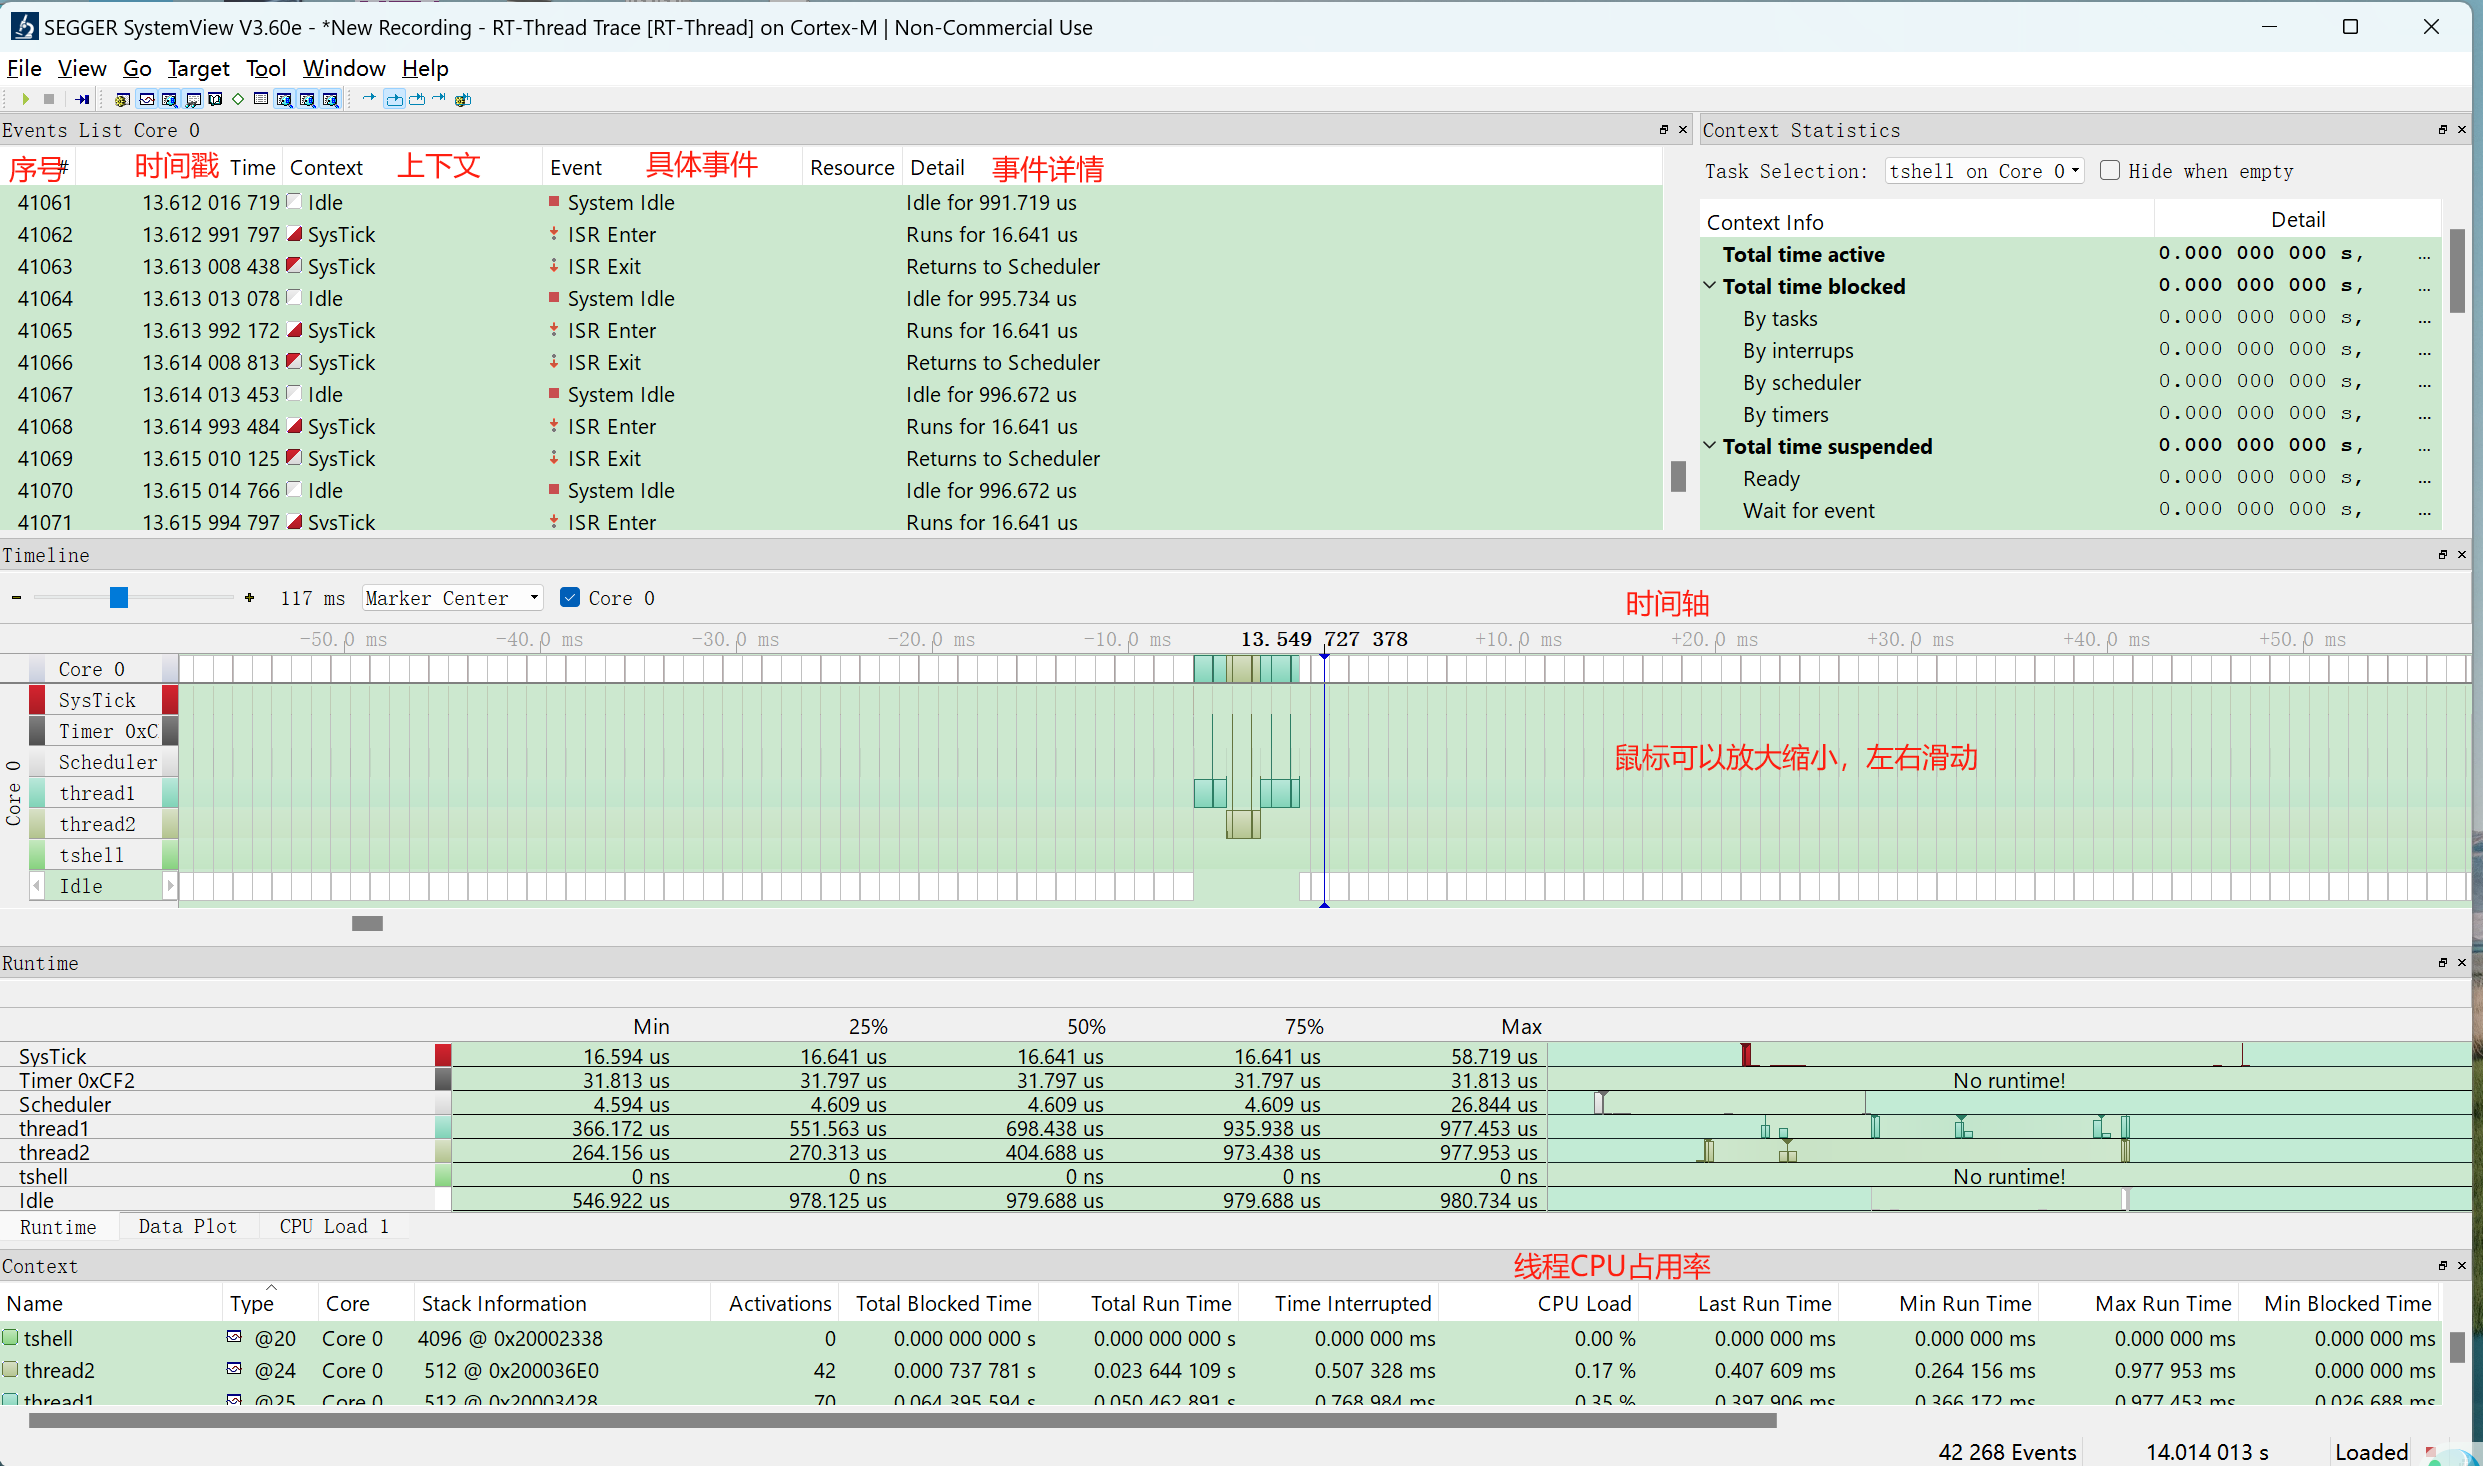 SEGGER SystemView V3.60e - *New Recording - RT-Thread Trace [RT-Thread] on Cortex-M | Non-Commercial Use
File View Go Target Tool Window Help
Events List Core 0
序号# 时间戳 Time Context 上下文 Event 具体事件 Resource Detail 事件详情
41061 13.612 016 719 Idle System Idle Idle for 991.719 us
41062 13.612 991 797 SysTick ISR Enter Runs for 16.641 us
41063 13.613 008 438 SysTick ISR Exit Returns to Scheduler
41064 13.613 013 078 Idle System Idle Idle for 995.734 us
41065 13.613 992 172 SysTick ISR Enter Runs for 16.641 us
41066 13.614 008 813 SysTick ISR Exit Returns to Scheduler
41067 13.614 013 453 Idle System Idle Idle for 996.672 us
41068 13.614 993 484 SysTick ISR Enter Runs for 16.641 us
41069 13.615 010 125 SysTick ISR Exit Returns to Scheduler
41070 13.615 014 766 Idle System Idle Idle for 996.672 us
41071 13.615 994 797 SysTick ISR Enter Runs for 16.641 us
Context Statistics
Task Selection: tshell on Core 0 Hide when empty
Context Info Detail
Total time active 0.000 000 000 s, ...
Total time blocked 0.000 000 000 s, ...
By tasks 0.000 000 000 s, ...
By interrups 0.000 000 000 s, ...
By scheduler 0.000 000 000 s, ...
By timers 0.000 000 000 s, ...
Total time suspended 0.000 000 000 s, ...
Ready 0.000 000 000 s, ...
Wait for event 0.000 000 000 s, ...
Timeline
117 ms Marker Center Core 0
时间轴
-50.0 ms -40.0 ms -30.0 ms -20.0 ms -10.0 ms 13.549 727 378 +10.0 ms +20.0 ms +30.0 ms +40.0 ms +50.0 ms
Core 0
Core 0
SysTick
Timer 0xC
Scheduler
thread1
thread2
tshell
Idle
鼠标可以放大缩小，左右滑动
Runtime
Min 25% 50% 75% Max
SysTick 16.594 us 16.641 us 16.641 us 16.641 us 58.719 us
Timer 0xCF2 31.813 us 31.797 us 31.797 us 31.797 us 31.813 us No runtime!
Scheduler 4.594 us 4.609 us 4.609 us 4.609 us 26.844 us
thread1 366.172 us 551.563 us 698.438 us 935.938 us 977.453 us
thread2 264.156 us 270.313 us 404.688 us 973.438 us 977.953 us
tshell 0 ns 0 ns 0 ns 0 ns 0 ns No runtime!
Idle 546.922 us 978.125 us 979.688 us 979.688 us 980.734 us
Runtime Data Plot CPU Load 1
Context
线程CPU占用率
Name Type Core Stack Information Activations Total Blocked Time Total Run Time Time Interrupted CPU Load Last Run Time Min Run Time Max Run Time Min Blocked Time
tshell @20 Core 0 4096 @ 0x20002338 0 0.000 000 000 s 0.000 000 000 s 0.000 000 ms 0.00 % 0.000 000 ms 0.000 000 ms 0.000 000 ms 0.000 000 ms
thread2 @24 Core 0 512 @ 0x200036E0 42 0.000 737 781 s 0.023 644 109 s 0.507 328 ms 0.17 % 0.407 609 ms 0.264 156 ms 0.977 953 ms 0.000 000 ms
thread1 @25 Core 0 512 @ 0x20003428 70 0.064 395 594 s 0.050 462 891 s 0.768 984 ms 0.35 % 0.397 906 ms 0.366 172 ms 0.977 453 ms 0.026 688 ms
42 268 Events 14.014 013 s Loaded